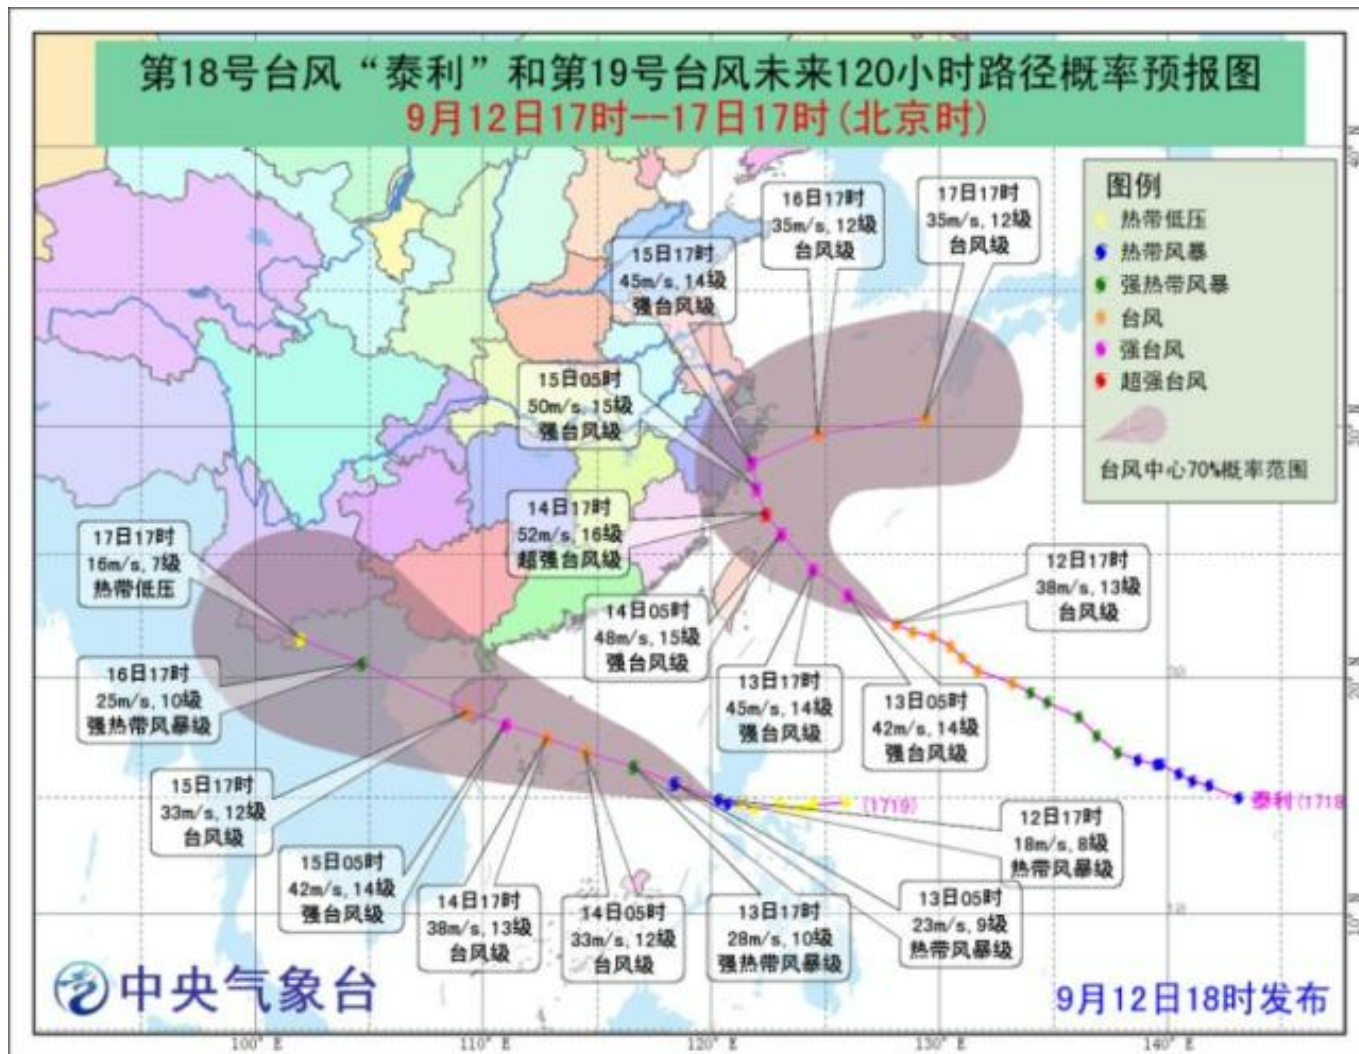 第18号台风“泰利”和第19号台风未来120小时路径概率预报图
9月12日17时--17日17时(北京时)
图例
热带低压
热带风暴
强热带风暴
台风
强台风
超强台风
台风中心70%概率范围
16日17时
35m/s,12级
台风级
17日17时
35m/s,12级
台风级
15日17时
45m/s,14级
强台风级
15日05时
50m/s,15级
强台风级
14日17时
52m/s,16级
超强台风级
14日05时
48m/s,15级
强台风级
13日17时
45m/s,14级
强台风级
13日05时
42m/s,14级
强台风级
12日17时
38m/s,13级
台风级
泰利(1718
(1719)
17日17时
16m/s,7级
热带低压
16日17时
25m/s,10级
强热带风暴级
15日17时
33m/s,12级
台风级
15日05时
42m/s,14级
强台风级
14日17时
38m/s,13级
台风级
14日05时
33m/s,12级
台风级
13日17时
28m/s,10级
强热带风暴级
13日05时
23m/s,9级
热带风暴级
12日17时
18m/s,8级
热带风暴级
40°N
30°N
20°N
10°N
20
10
中央气象台
9月12日18时发布
100°E
110°E
120°E
130°E
140°E